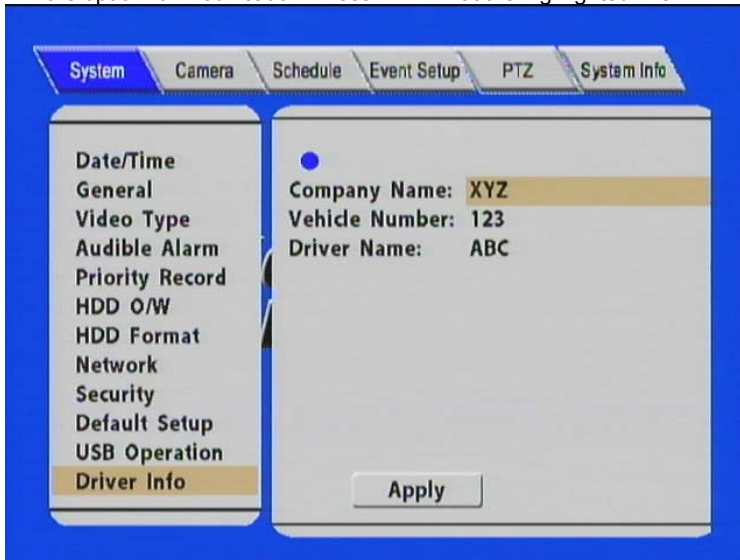 System Camera Schedule Event Setup PTZ System Info
Date/Time
General
Video Type
Audible Alarm
Priority Record
HDD O/W
HDD Format
Network
Security
Default Setup
USB Operation
Driver Info
Company Name: XYZ
Vehicle Number: 123
Driver Name: ABC
Apply